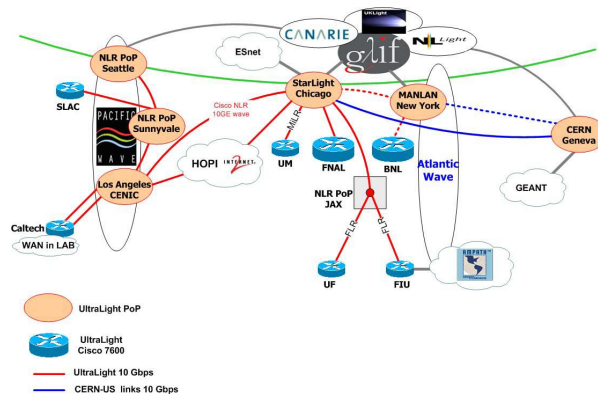 UKLight
CANARIE
glif
NLLight
ESnet
NLR PoP
Seattle
StarLight
Chicago
MANLAN
New York
SLAC
NLR PoP
Sunnyvale
Cisco NLR
10GE wave
PACIFIC
WAVE
MiLR
CERN
Geneva
HOPI INTERNET2
UM
FNAL
BNL
Atlantic
Wave
Los Angeles
CENIC
NLR PoP
JAX
GEANT
Caltech
WAN in LAB
FLR
FLR
AMPATH
UF
FIU
UltraLight PoP
UltraLight
Cisco 7600
UltraLight 10 Gbps
CERN-US links 10 Gbps